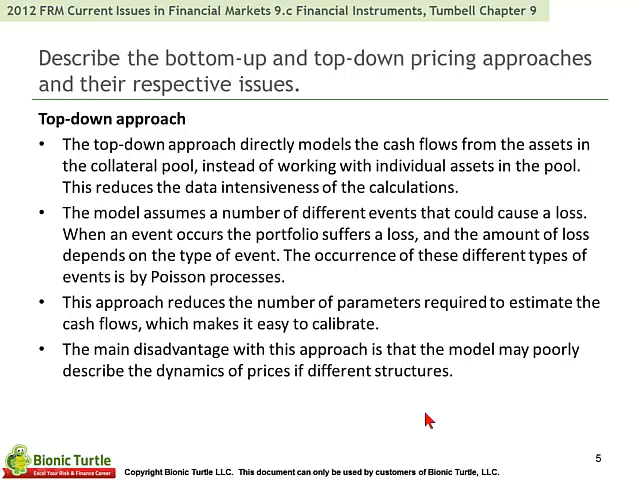 2012 FRM Current Issues in Financial Markets 9.c Financial Instruments, Tumbell Chapter 9
Describe the bottom-up and top-down pricing approaches
and their respective issues.
Top-down approach
• The top-down approach directly models the cash flows from the assets in
the collateral pool, instead of working with individual assets in the pool.
This reduces the data intensiveness of the calculations.
• The model assumes a number of different events that could cause a loss.
When an event occurs the portfolio suffers a loss, and the amount of loss
depends on the type of event. The occurrence of these different types of
events is by Poisson processes.
• This approach reduces the number of parameters required to estimate the
cash flows, which makes it easy to calibrate.
• The main disadvantage with this approach is that the model may poorly
describe the dynamics of prices if different structures.
5
Bionic Turtle
Excel Your Risk & Finance Career
Copyright Bionic Turtle LLC. This document can only be used by customers of Bionic Turtle, LLC.